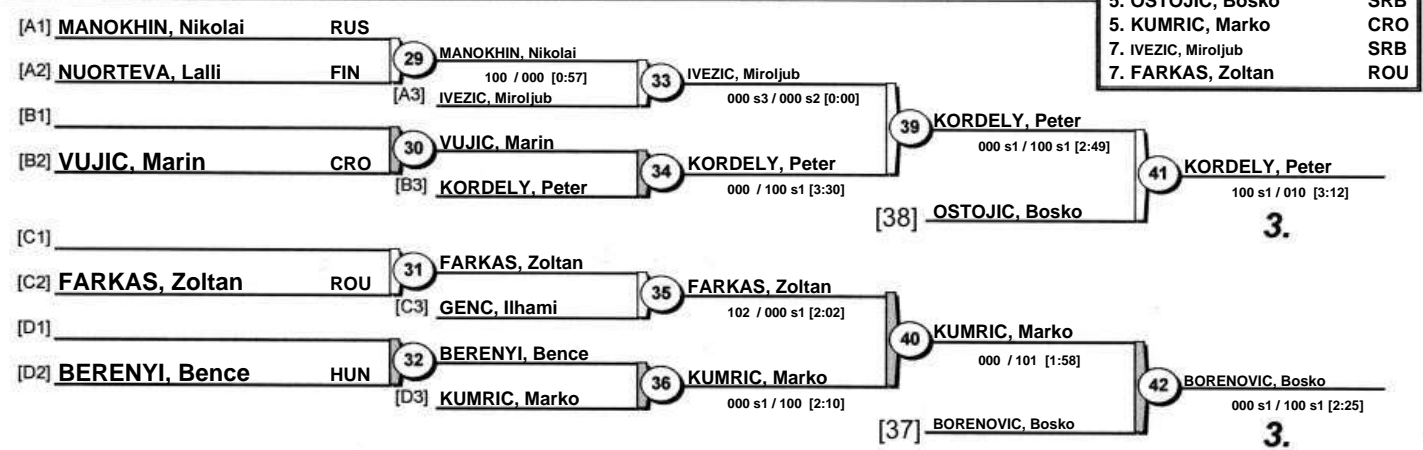 5. OSTOJIC, Bosko SRB
5. KUMRIC, Marko CRO
7. IVEZIC, Miroljub SRB
7. FARKAS, Zoltan ROU
[A1] MANOKHIN, Nikolai RUS
29
MANOKHIN, Nikolai
[A2] NUORTEVA, Lalli FIN
100 / 000 [0:57]
[A3] IVEZIC, Miroljub
33
IVEZIC, Miroljub
000 s3 / 000 s2 [0:00]
[B1]
30
VUJIC, Marin
[B2] VUJIC, Marin CRO
[B3] KORDELY, Peter
34
KORDELY, Peter
000 / 100 s1 [3:30]
39
KORDELY, Peter
000 s1 / 100 s1 [2:49]
[38] OSTOJIC, Bosko
41
KORDELY, Peter
100 s1 / 010 [3:12]
3.
[C1]
31
FARKAS, Zoltan
[C2] FARKAS, Zoltan ROU
[C3] GENC, Ilhami
35
FARKAS, Zoltan
102 / 000 s1 [2:02]
[D1]
32
BERENYI, Bence
[D2] BERENYI, Bence HUN
[D3] KUMRIC, Marko
36
KUMRIC, Marko
000 s1 / 100 [2:10]
40
KUMRIC, Marko
000 / 101 [1:58]
[37] BORENOVIC, Bosko
42
BORENOVIC, Bosko
000 s1 / 100 s1 [2:25]
3.